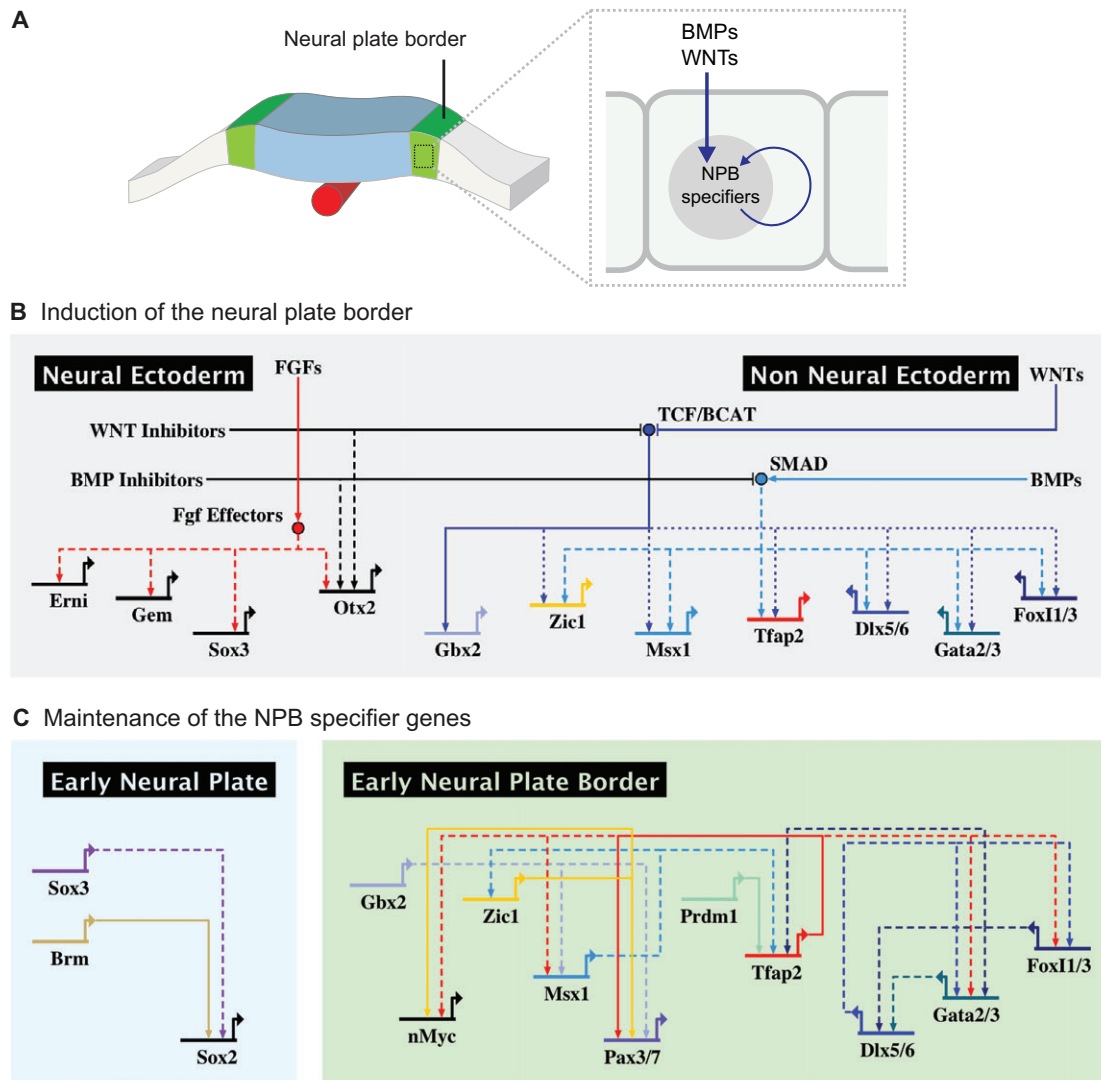 A
Neural plate border
BMPs
WNTs
NPB
specifiers
B Induction of the neural plate border
Neural Ectoderm
FGFs
Non Neural Ectoderm
WNTs
WNT Inhibitors
TCF/BCAT
BMP Inhibitors
SMAD
BMPs
Fgf Effectors
Erni
Gem
Sox3
Otx2
Gbx2
Zic1
Msx1
Tfap2
Dlx5/6
Gata2/3
FoxI1/3
C Maintenance of the NPB specifier genes
Early Neural Plate
Early Neural Plate Border
Sox3
Brm
Sox2
Gbx2
Zic1
Prdm1
Tfap2
FoxI1/3
Msx1
Gata2/3
nMyc
Pax3/7
Dlx5/6